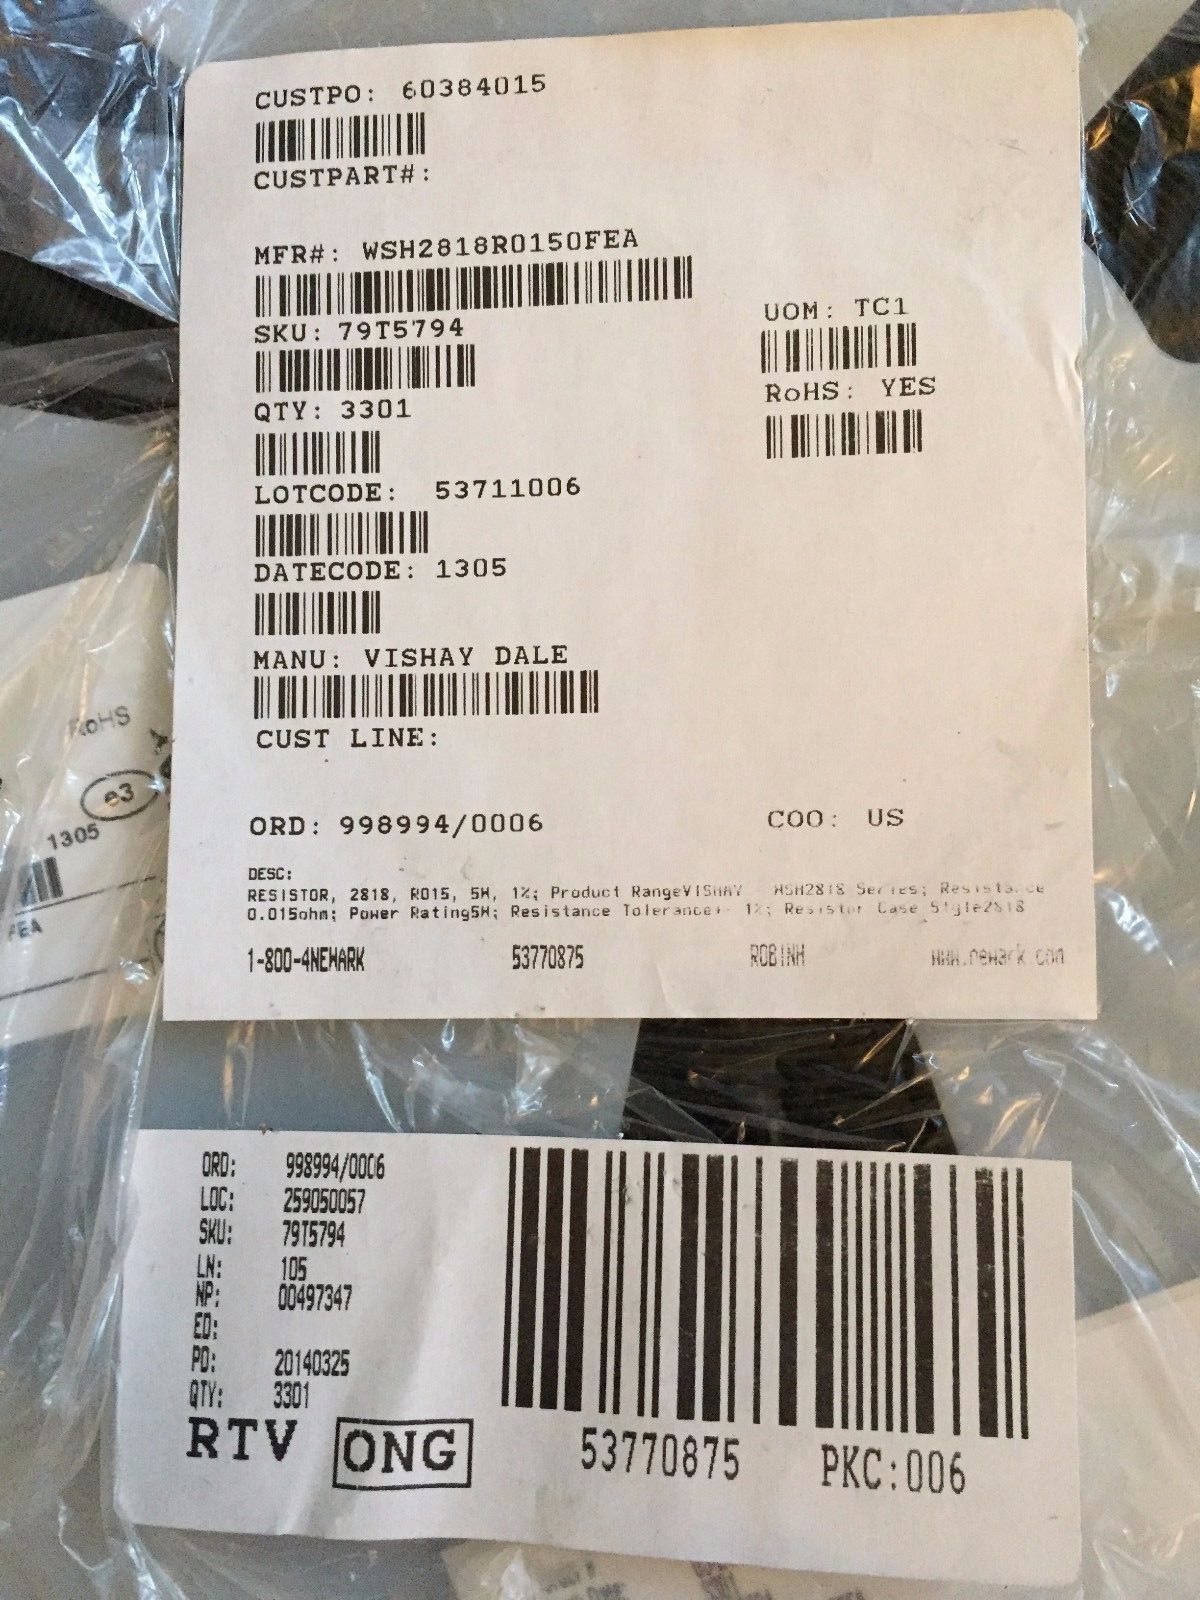 CUSTPO: 60384015
CUSTPART#:
MFR#: WSH2818R0150FEA
SKU: 79T5794
UOM: TC1
RoHS: YES
QTY: 3301
LOTCODE: 53711006
DATECODE: 1305
MANU: VISHAY DALE
CUST LINE:
ORD: 998994/0006
COO: US
DESC:
RESISTOR, 2818, R015, 5W, 1%; Product RangeVISHAY - WSH2818 Series; Resistance
0.015ohm; Power Rating5W; Resistance Tolerance+- 1%; Resistor Case Style2818
1-800-4NEWARK 53770875 ROBINH www.newark.com
RoHS
e3
1305
FEA
ORD: 998994/0006
LOC: 259050057
SKU: 79T5794
LN: 105
NP: 00497347
ED:
PD: 20140325
QTY: 3301
RTV ONG
53770875 PKC:006